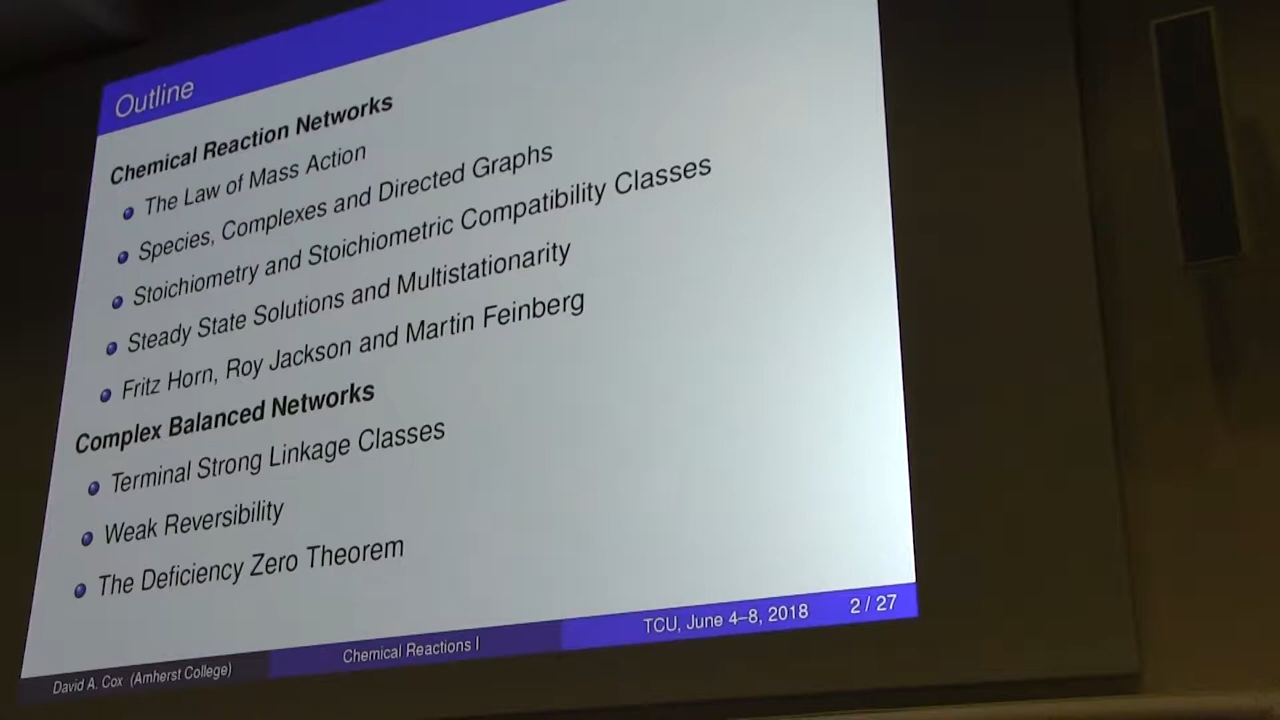 Outline
Chemical Reaction Networks
The Law of Mass Action
Species, Complexes and Directed Graphs
Stoichiometry and Stoichiometric Compatibility Classes
Steady State Solutions and Multistationarity
Fritz Horn, Roy Jackson and Martin Feinberg
Complex Balanced Networks
Terminal Strong Linkage Classes
Weak Reversibility
The Deficiency Zero Theorem
David A. Cox (Amherst College)
Chemical Reactions I
TCU, June 4–8, 2018
2 / 27